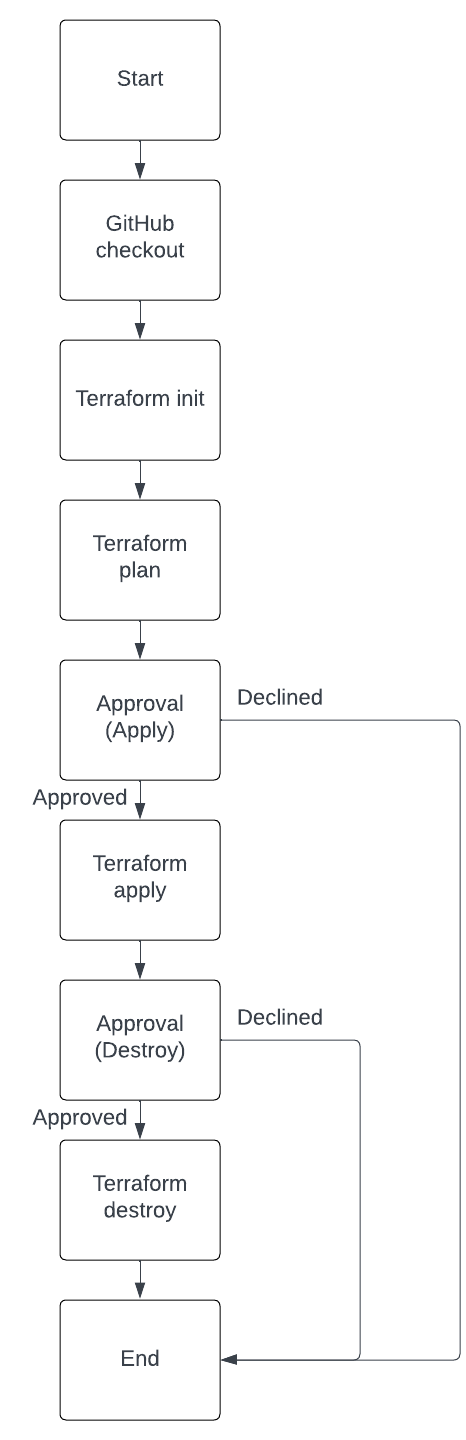 Start
GitHub
checkout
Terraform init
Terraform
plan
Approval
(Apply)
Declined
Approved
Terraform
apply
Approval
(Destroy)
Declined
Approved
Terraform
destroy
End